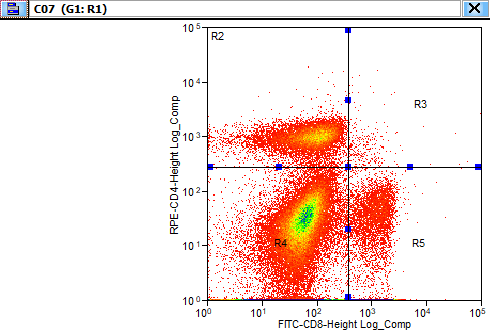 C07 (G1: R1)
R2
R3
R4
R5
RPE-CD4-Height Log_Comp
10⁵
10⁴
10³
10²
10¹
10⁰
10⁰ 10¹ 10² 10³ 10⁴ 10⁵
FITC-CD8-Height Log_Comp